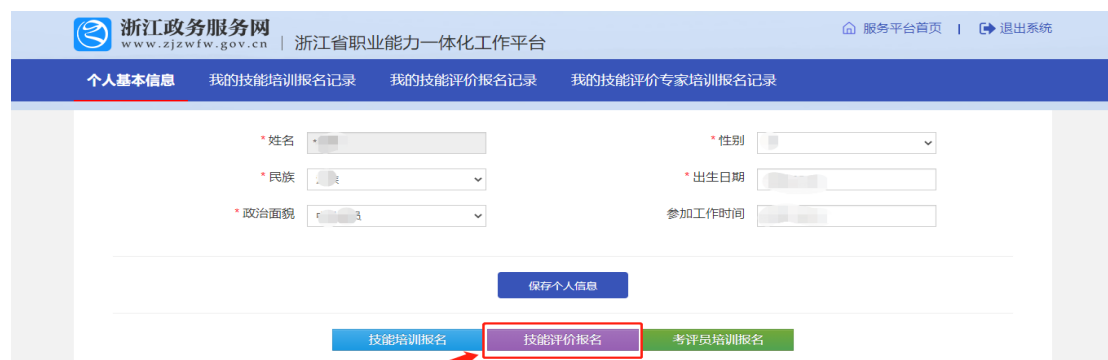 浙江政务服务网
www.zjzwfw.gov.cn | 浙江省职业能力一体化工作平台
服务平台首页 | 退出系统
个人基本信息 我的技能培训报名记录 我的技能评价报名记录 我的技能评价专家培训报名记录
*姓名 *性别
*民族 *出生日期
*政治面貌 员 参加工作时间
保存个人信息
技能培训报名 技能评价报名 考评员培训报名